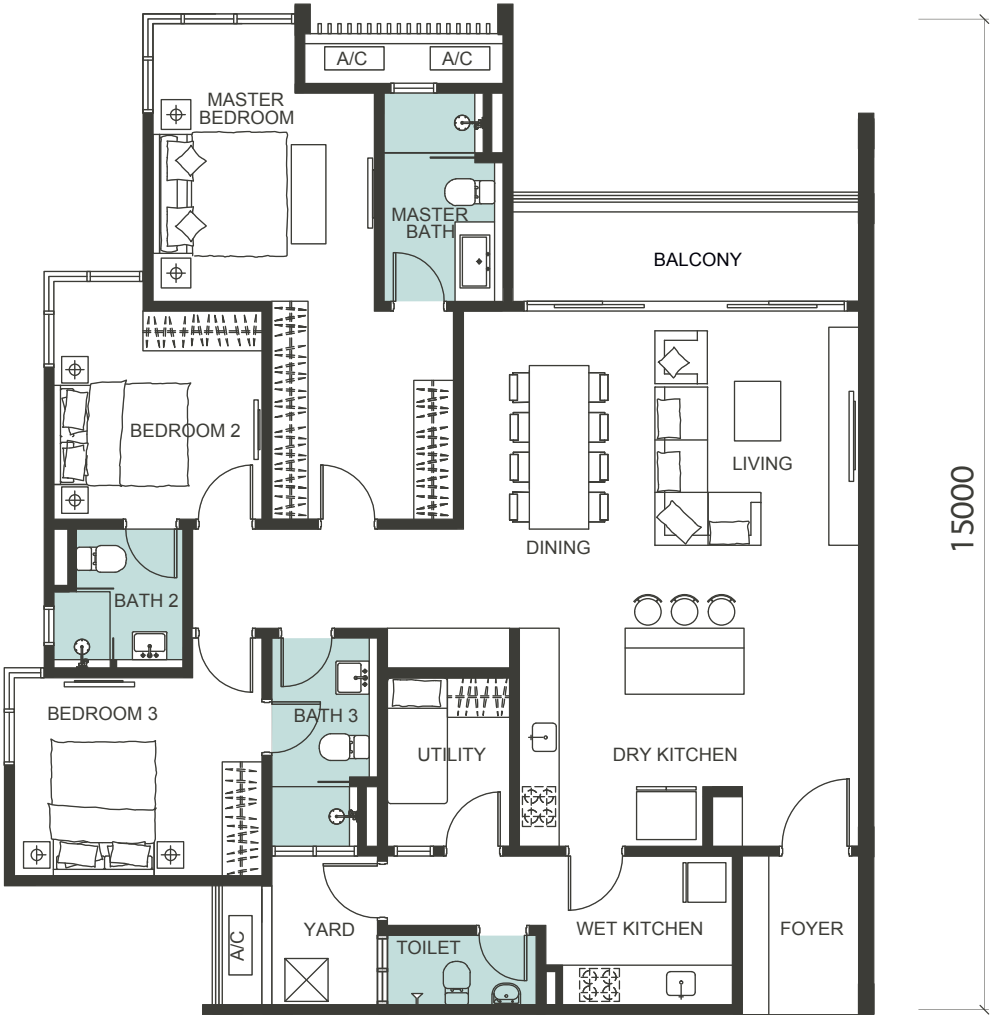 A/C
A/C
MASTER
BEDROOM
MASTER
BATH
BALCONY
BEDROOM 2
LIVING
15000
DINING
BATH 2
BEDROOM 3
BATH 3
UTILITY
DRY KITCHEN
YARD
WET KITCHEN
FOYER
TOILET
A/C